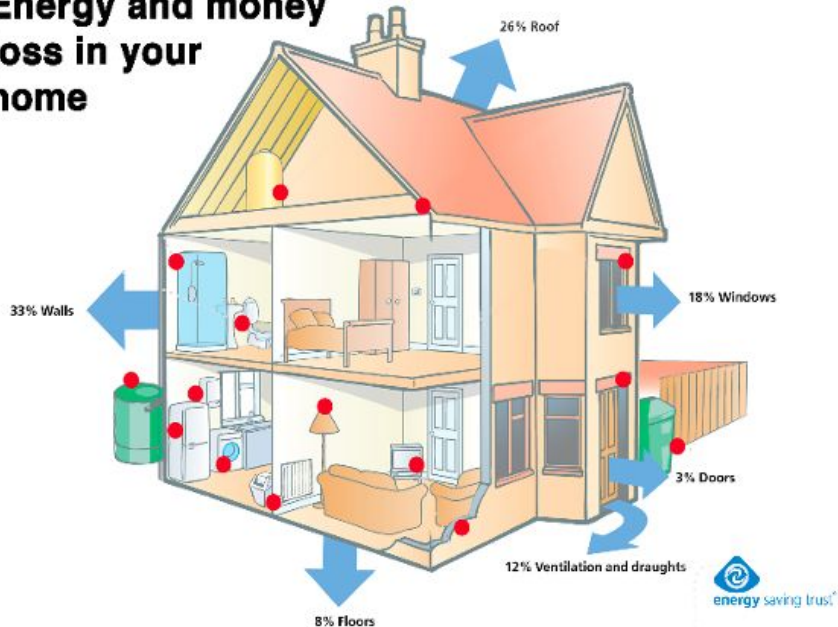 Energy and money
loss in your
home
26% Roof
33% Walls
18% Windows
3% Doors
12% Ventilation and draughts
8% Floors
energy saving trust®